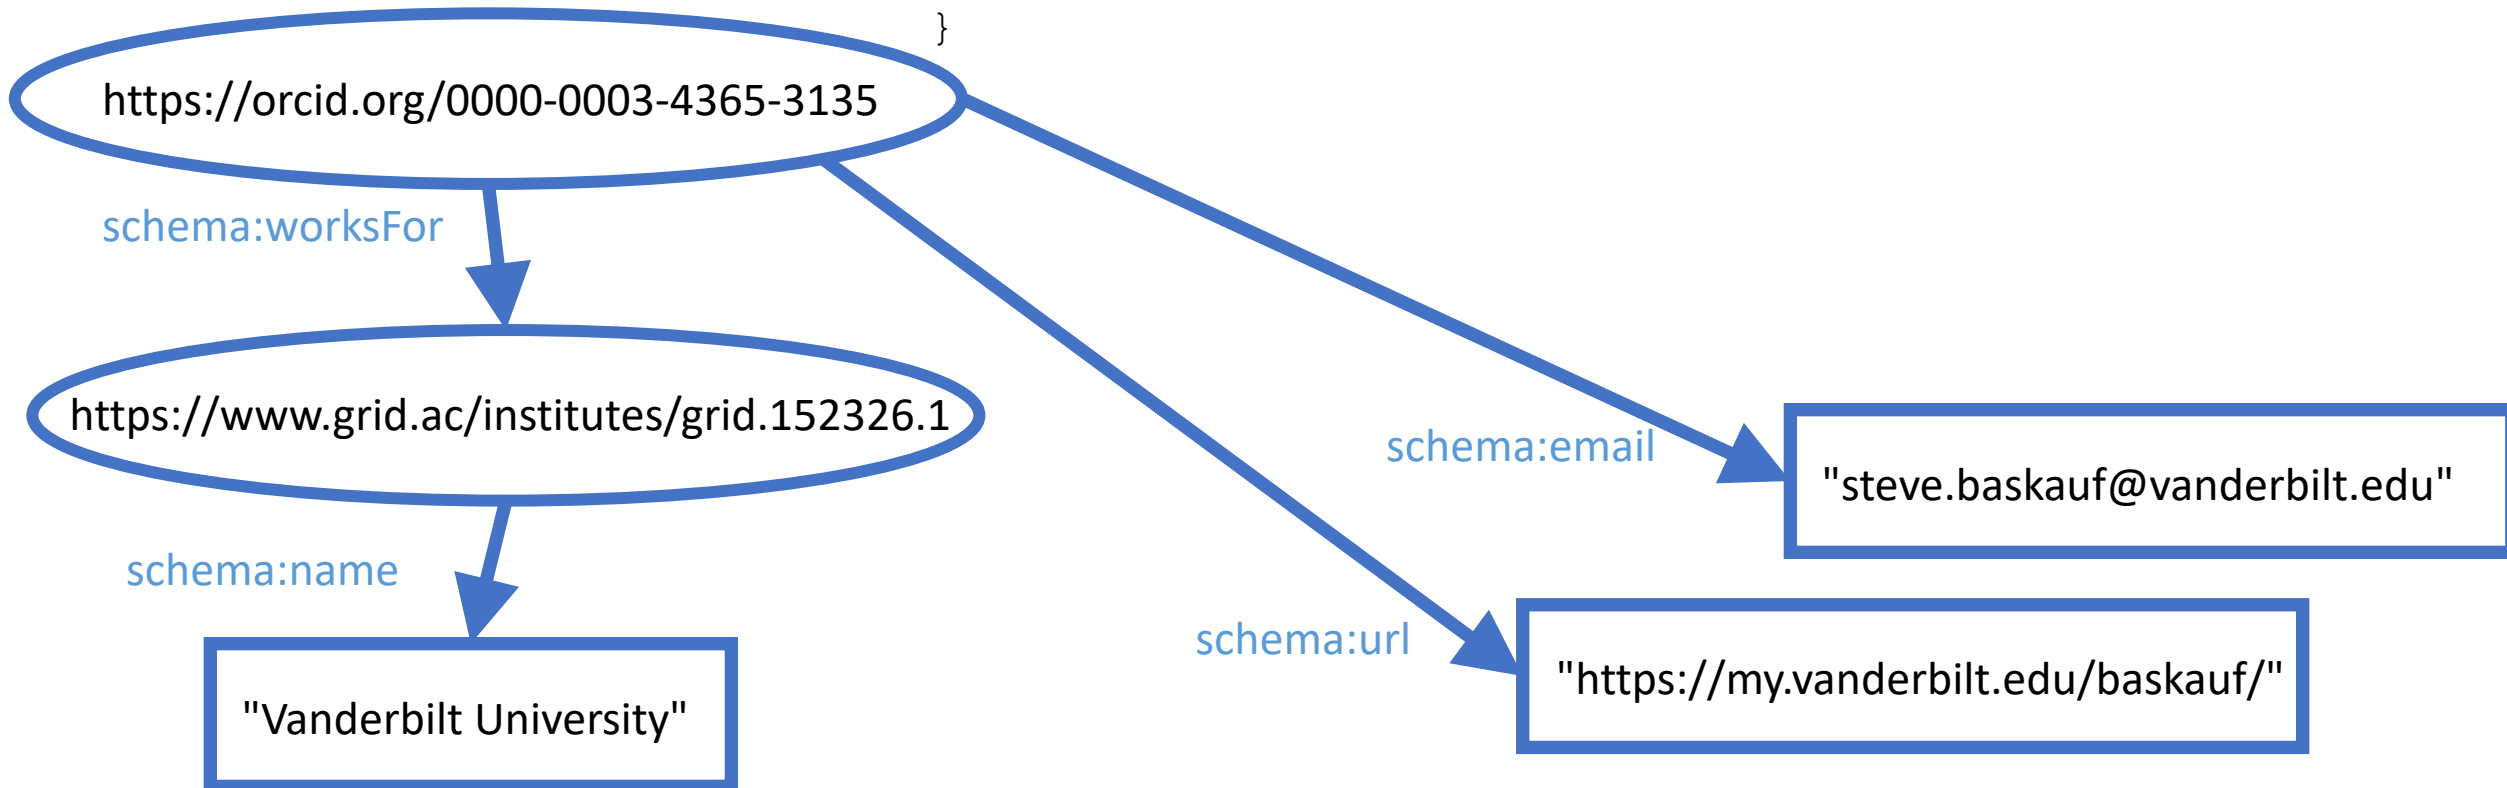 }
https://orcid.org/0000-0003-4365-3135
schema:worksFor
https://www.grid.ac/institutes/grid.152326.1
schema:email
"steve.baskauf@vanderbilt.edu"
schema:name
schema:url
"https://my.vanderbilt.edu/baskauf/"
"Vanderbilt University"